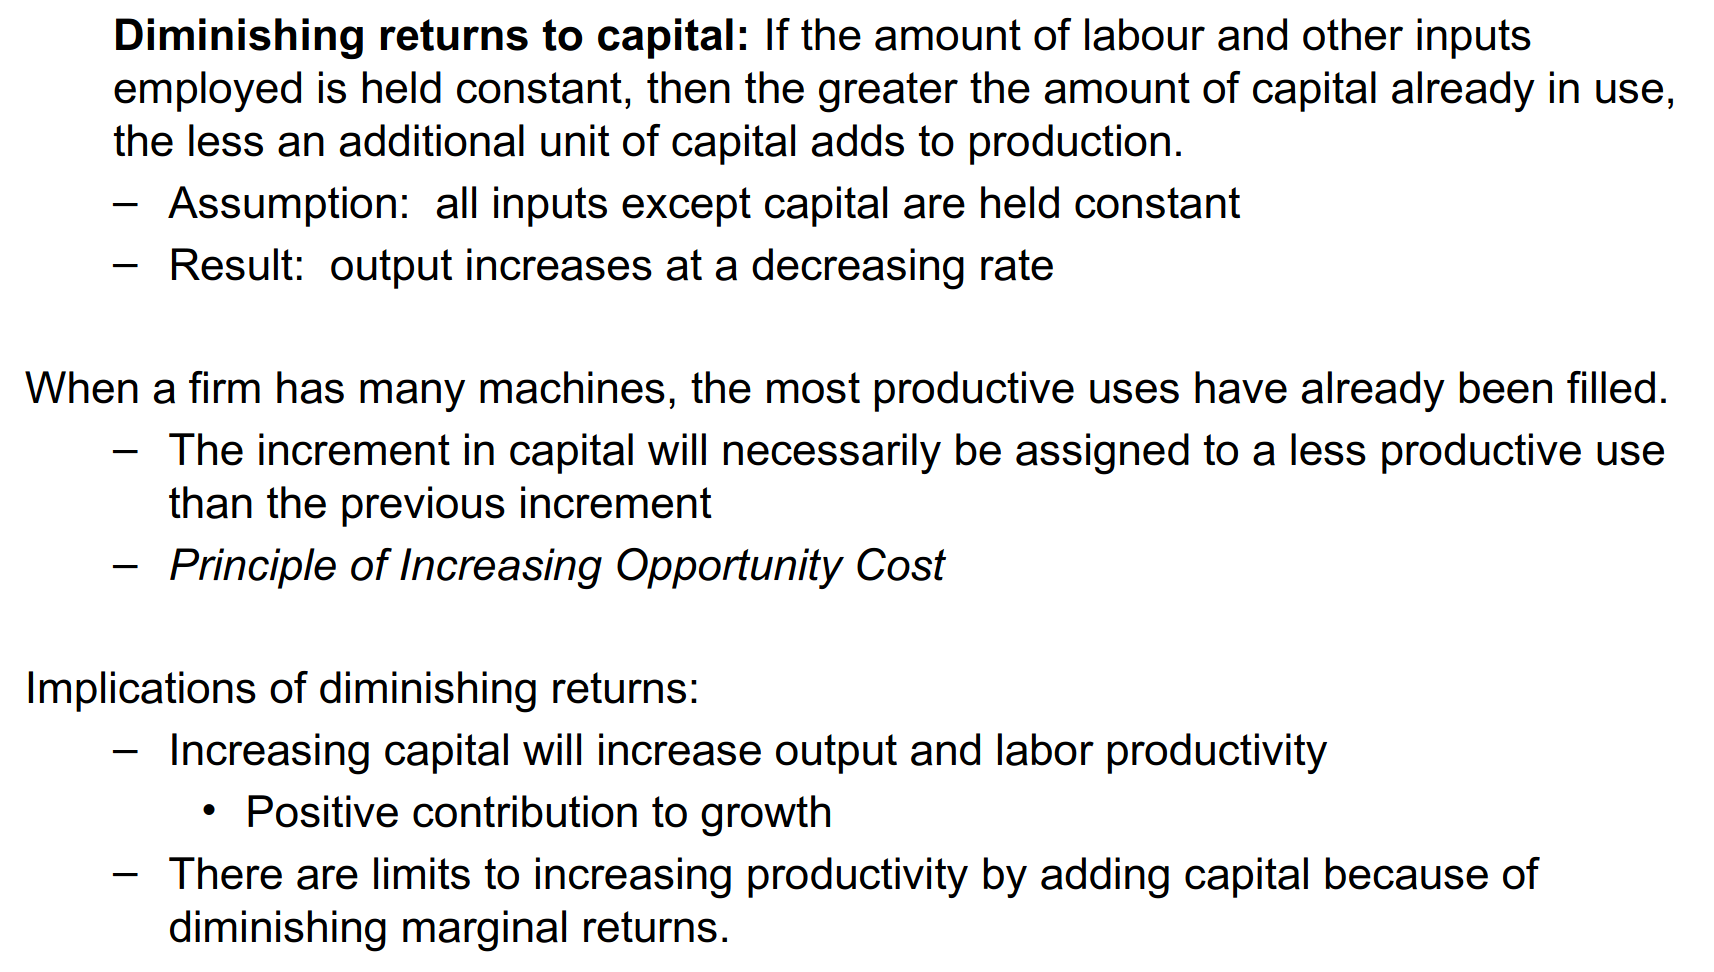 Diminishing returns to capital: If the amount of labour and other inputs
employed is held constant, then the greater the amount of capital already in use,
the less an additional unit of capital adds to production.
– Assumption:  all inputs except capital are held constant
– Result:  output increases at a decreasing rate
When a firm has many machines, the most productive uses have already been filled.
– The increment in capital will necessarily be assigned to a less productive use
than the previous increment
– Principle of Increasing Opportunity Cost
Implications of diminishing returns:
– Increasing capital will increase output and labor productivity
• Positive contribution to growth
– There are limits to increasing productivity by adding capital because of
diminishing marginal returns.